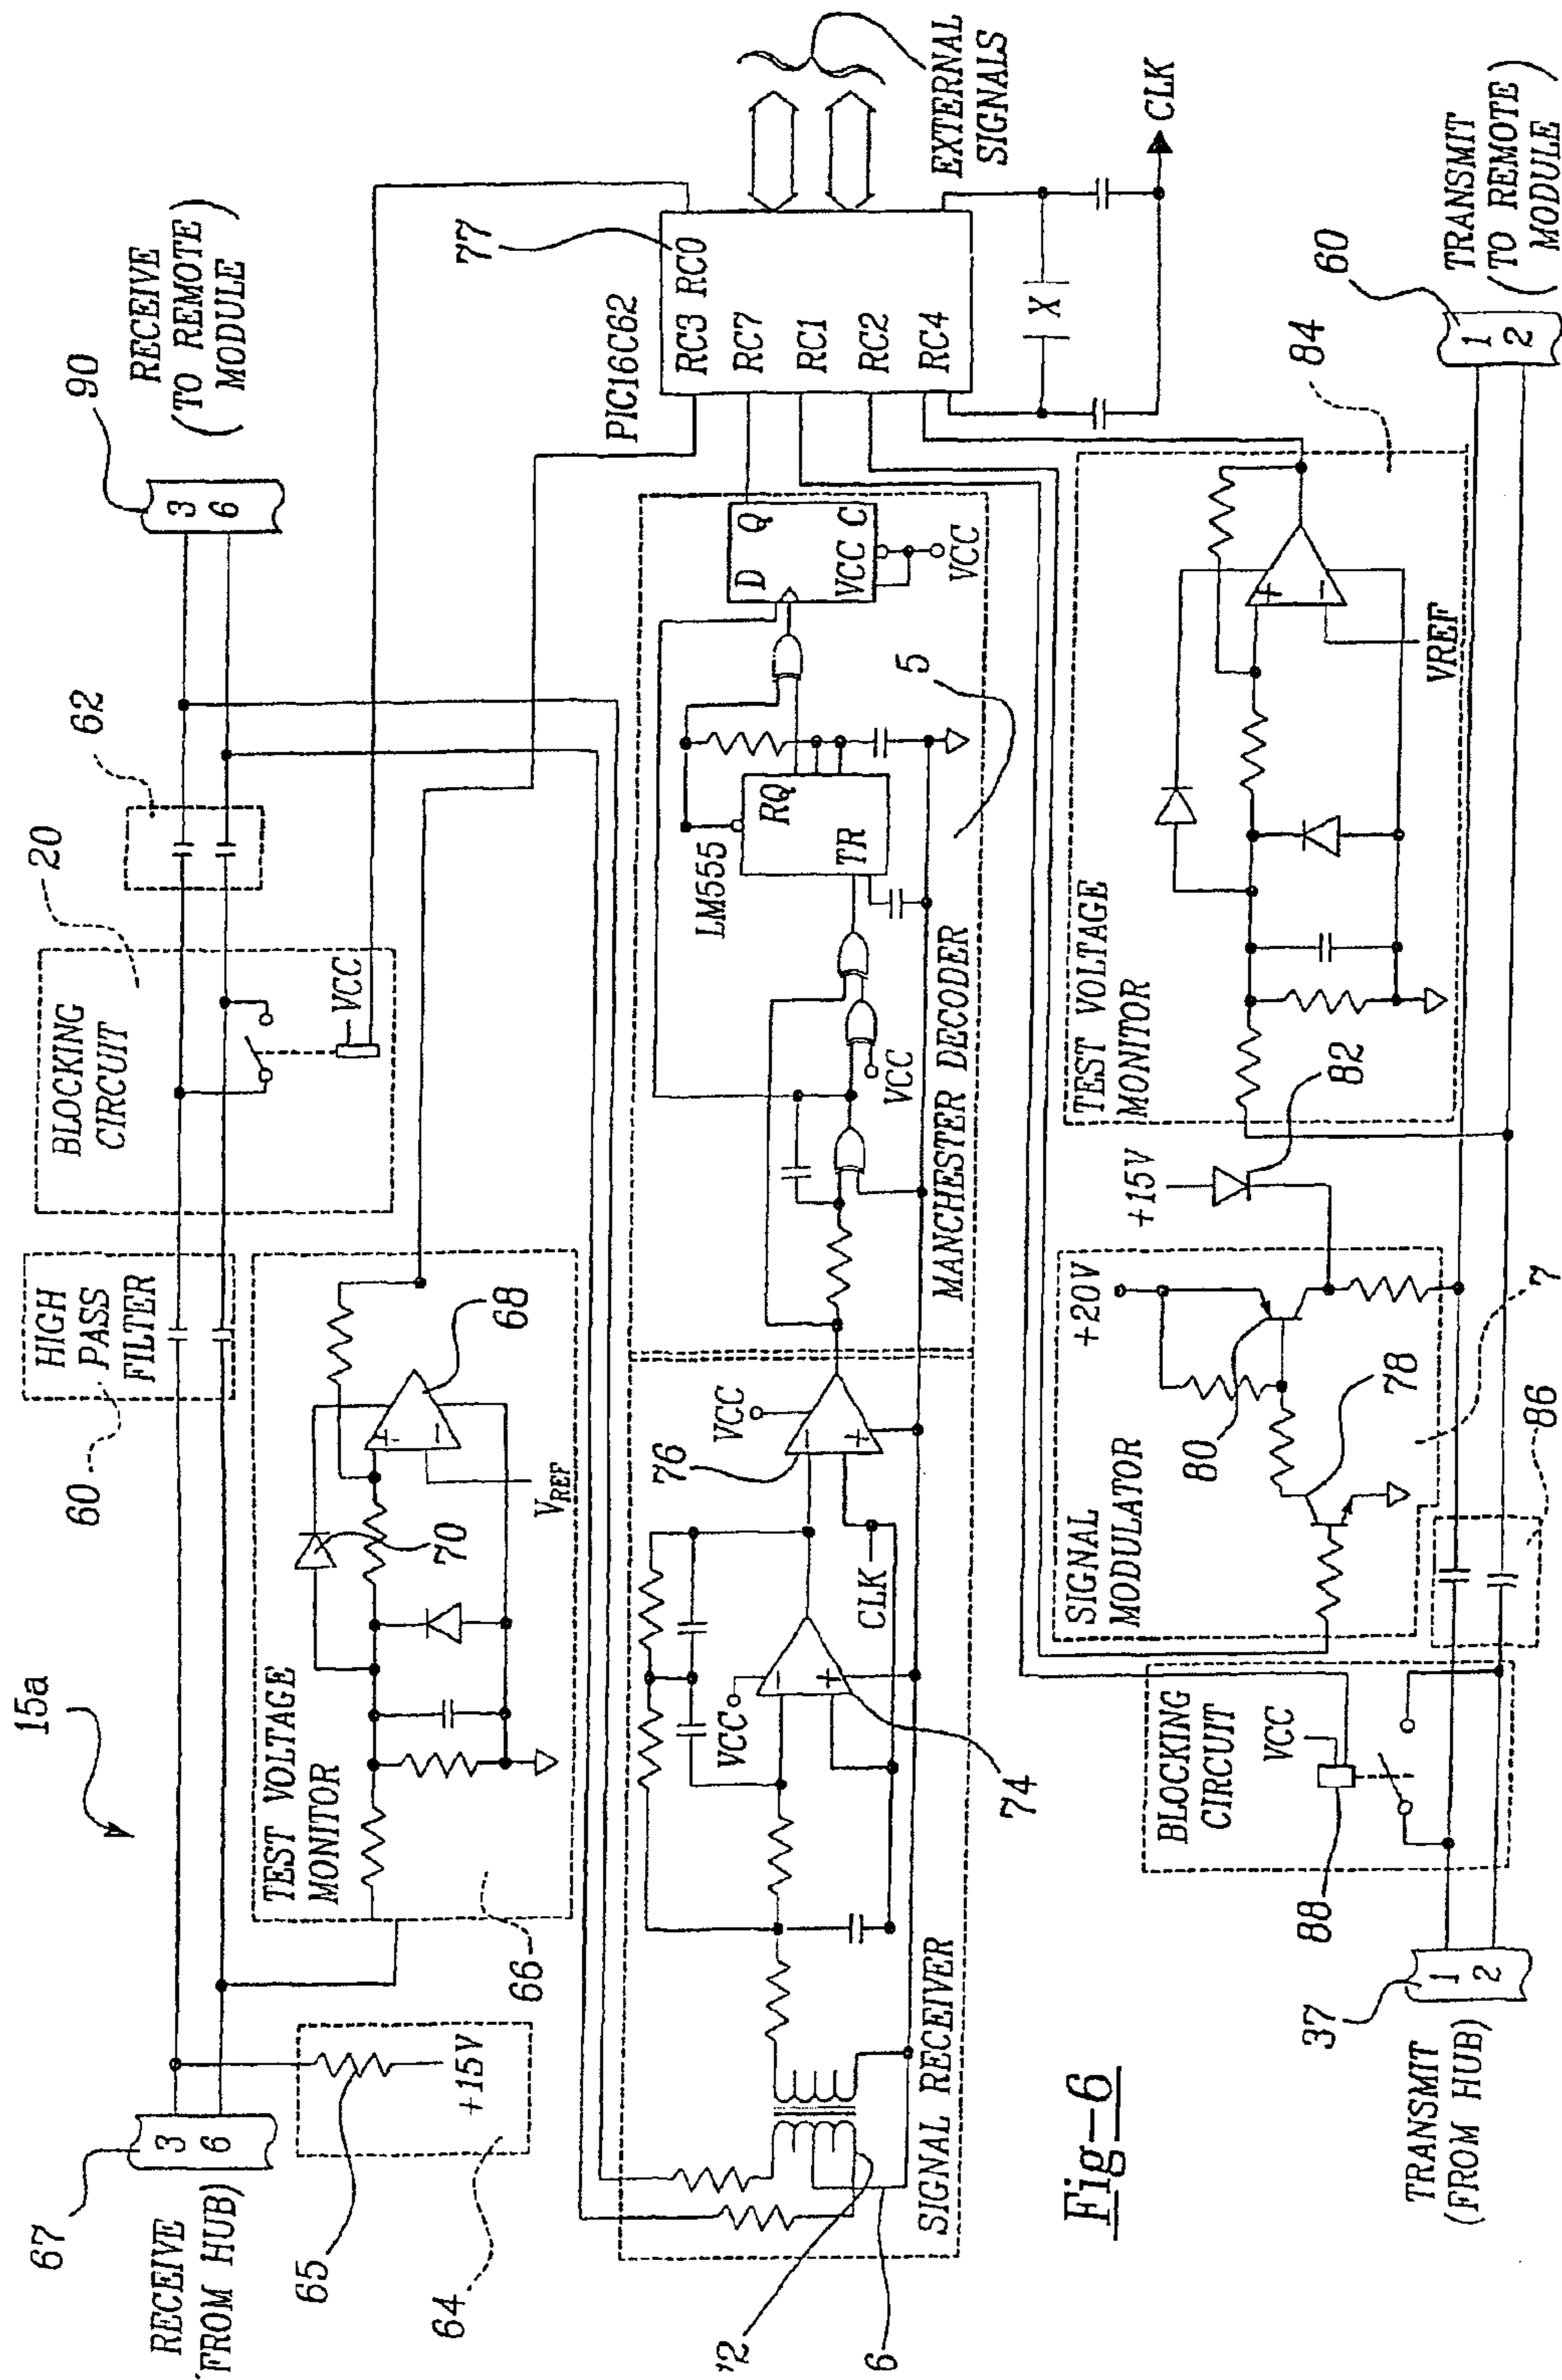 15a
67
3
6
RECEIVE
(FROM HUB)
65
64
+15V
HIGH
PASS
FILTER
60
BLOCKING
CIRCUIT
20
VCC
62
90
3
6
RECEIVE
(TO REMOTE
MODULE)
TEST VOLTAGE
MONITOR
66
70
68
VREF
PIC16C62
77
RC3 RC0
RC7
RC1
RC2
RC4
EXTERNAL
SIGNALS
X
CLK
SIGNAL RECEIVER
12
6
VCC
74
CLK
76
VCC
MANCHESTER DECODER
5
VCC
LM555
RQ
TR
D Q
VCC C
VCC
BLOCKING
CIRCUIT
VCC
88
37
1
2
TRANSMIT
(FROM HUB)
SIGNAL
MODULATOR
+20V
80
78
7
86
+15V
82
TEST VOLTAGE
MONITOR
VREF
84
60
1
2
TRANSMIT
(TO REMOTE
MODULE)
Fig-6